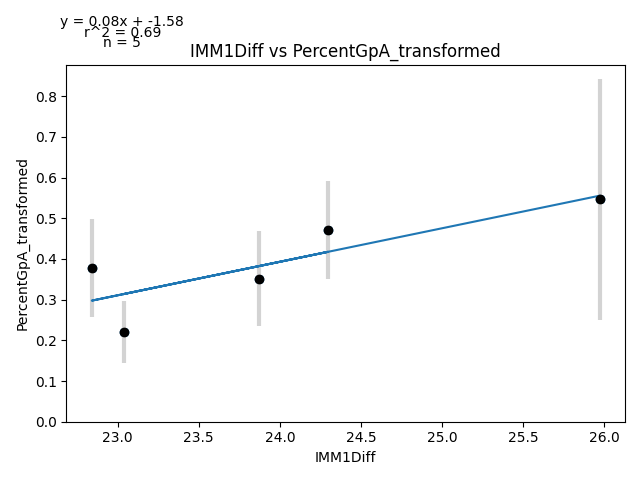 y = 0.08x + -1.58
r^2 = 0.69
n = 5
IMM1Diff vs PercentGpA_transformed
PercentGpA_transformed
0.8
0.7
0.6
0.5
0.4
0.3
0.2
0.1
0.0
23.0 23.5 24.0 24.5 25.0 25.5 26.0
IMM1Diff